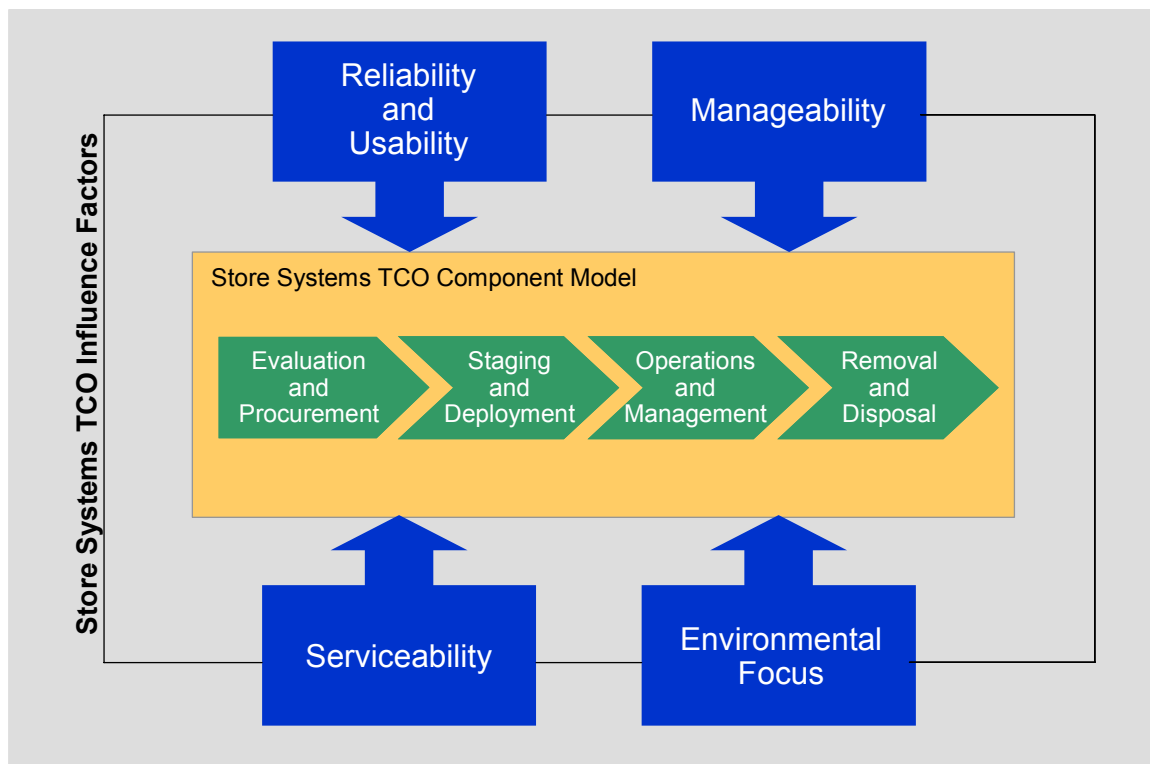 Reliability
and
Usability
Manageability
Store Systems TCO Influence Factors
Store Systems TCO Component Model
Evaluation
and
Procurement
Staging
and
Deployment
Operations
and
Management
Removal
and
Disposal
Serviceability
Environmental
Focus